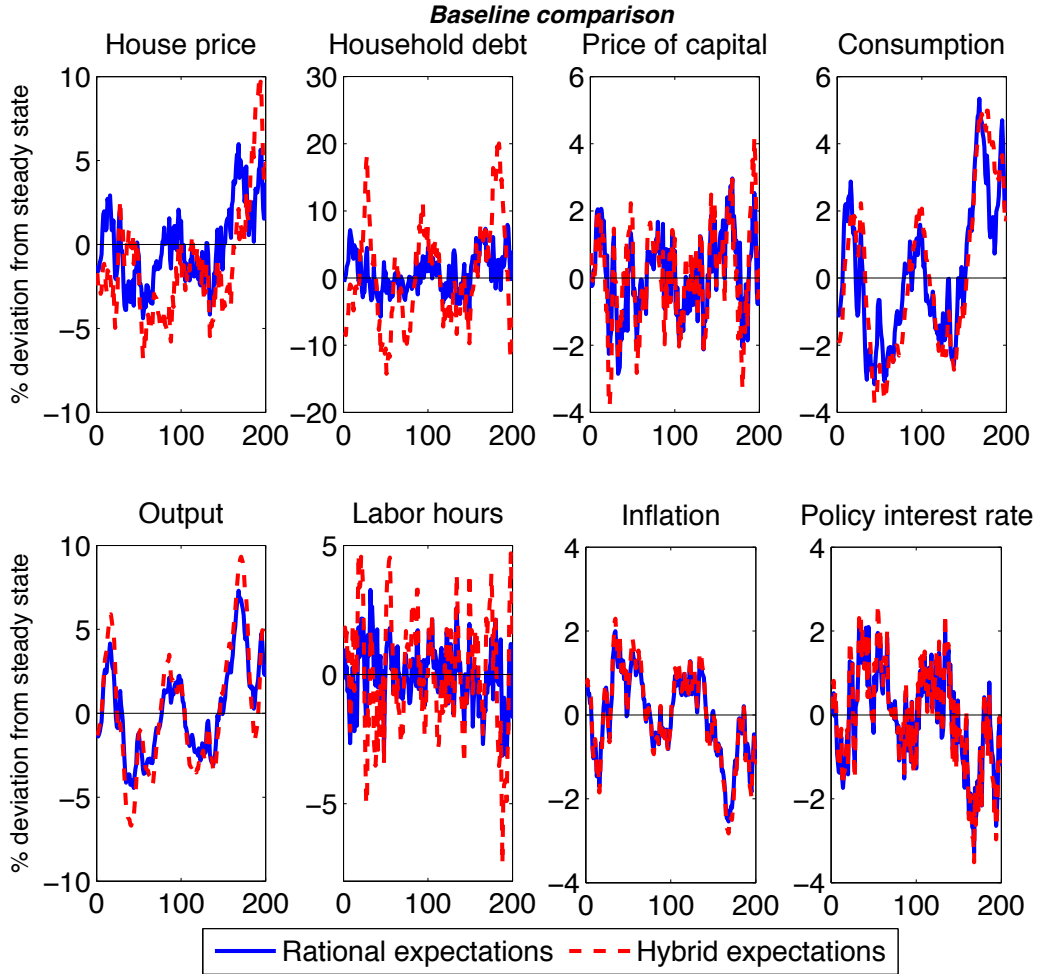 Baseline comparison
House price
Household debt
Price of capital
Consumption
% deviation from steady state
10
5
0
−5
−10
0 100 200
30
20
10
0
−10
−20
0 100 200
6
4
2
0
−2
−4
0 100 200
6
4
2
0
−2
−4
0 100 200
Output
Labor hours
Inflation
Policy interest rate
% deviation from steady state
10
5
0
−5
−10
0 100 200
5
0
−5
0 100 200
4
2
0
−2
−4
0 100 200
4
2
0
−2
−4
0 100 200
Rational expectations Hybrid expectations